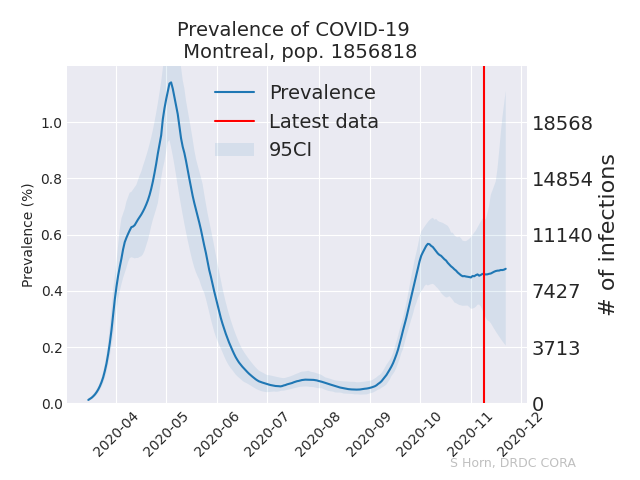 Prevalence of COVID-19
Montreal, pop. 1856818
Prevalence
Latest data
95CI
Prevalence (%)
1.0
0.8
0.6
0.4
0.2
0.0
18568
14854
11140
7427
3713
0
# of infections
2020-04
2020-05
2020-06
2020-07
2020-08
2020-09
2020-10
2020-11
2020-12
S Horn, DRDC CORA